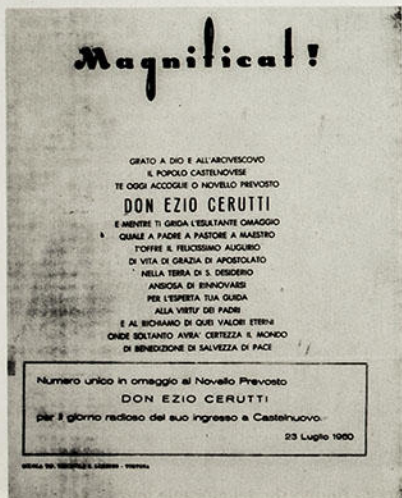 Magnificat!
GRATO A DIO E ALL'ARCIVESCOVO
IL POPOLO CASTELNOVESE
TE OGGI ACCOGLIE O NOVELLO PREVOSTO
DON EZIO CERUTTI
E MENTRE TI GRIDA L'ESULTANTE OMAGGIO
QUALE A PADRE A PASTORE A MAESTRO
T'OFFRE IL FELICISSIMO AUGURIO
DI VITA DI GRAZIA DI APOSTOLATO
NELLA TERRA DI S. DESIDERIO
ANSIOSA DI RINNOVARSI
PER L'ESPERTA TUA GUIDA
ALLA VIRTU' DEI PADRI
E AL RICHIAMO DI QUEI VALORI ETERNI
ONDE SOLTANTO AVRA' CERTEZZA IL MONDO
DI BENEDIZIONE DI SALVEZZA DI PACE
Numero unico in omaggio al Novello Prevosto
DON EZIO CERUTTI
per il giorno radioso del suo ingresso a Castelnuovo.
23 Luglio 1960
TORTONA